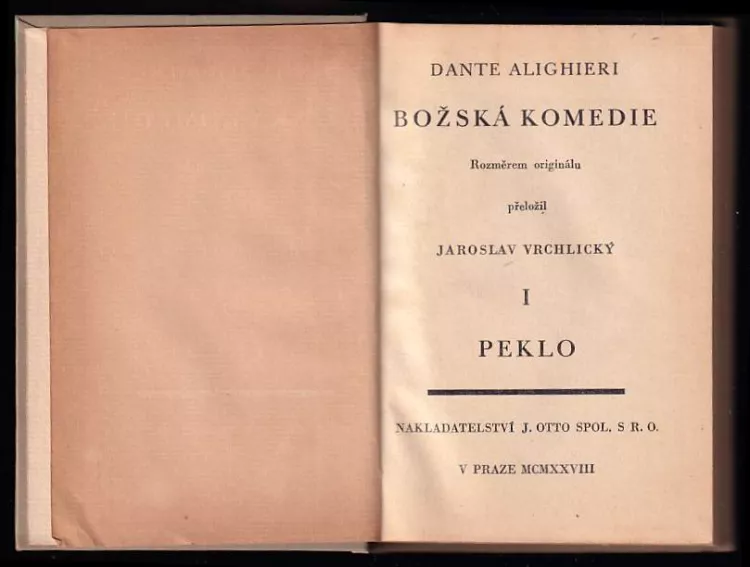 DANTE ALIGHIERI
BOŽSKÁ KOMEDIE
Rozměrem originálu
přeložil
JAROSLAV VRCHLICKÝ
I
PEKLO
NAKLADATELSTVÍ J. OTTO SPOL. S R. O.
V PRAZE MCMXXVIII